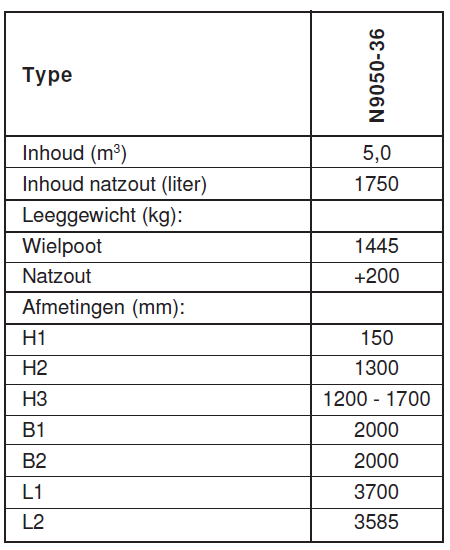 Type N9050-36
Inhoud (m³) 5,0
Inhoud natzout (liter) 1750
Leeggewicht (kg):
Wielpoot 1445
Natzout +200
Afmetingen (mm):
H1 150
H2 1300
H3 1200 - 1700
B1 2000
B2 2000
L1 3700
L2 3585